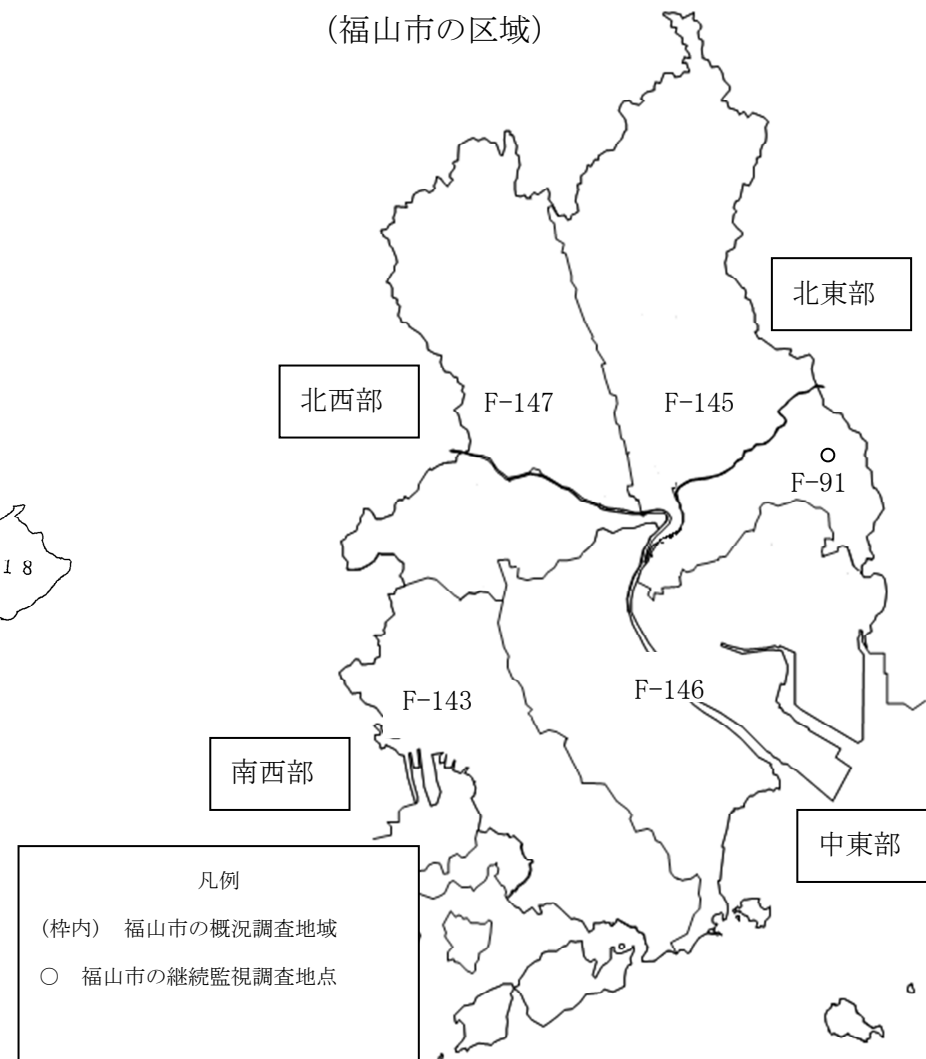 (福山市の区域)
北東部
北西部
F-147
F-145
F-91
18
F-143
F-146
南西部
中東部
凡例
(枠内) 福山市の概況調査地域
○ 福山市の継続監視調査地点